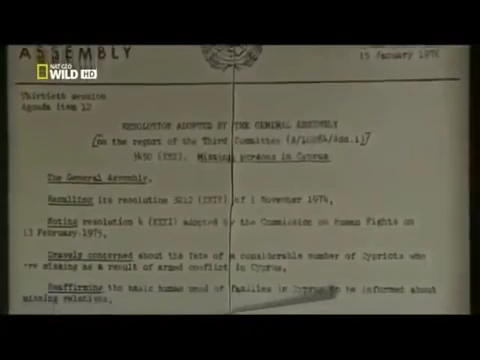 ASSEMBLY
15 January 1976
NAT GEO
WILD HD
Thirtieth session
Agenda item 12
RESOLUTION ADOPTED BY THE GENERAL ASSEMBLY
[on the report of the Third Committee (A/10284/Add.1)]
3450 (XXX). Missing persons in Cyprus
The General Assembly,
Recalling its resolution 3212 (XXIX) of 1 November 1974,
Noting resolution 4 (XXXI) adopted by the Commission on Human Rights on
13 February 1975,
Gravely concerned about the fate of a considerable number of Cypriots who
are missing as a result of armed conflict in Cyprus,
Reaffirming the basic human need of families in Cyprus to be informed about
missing relatives,